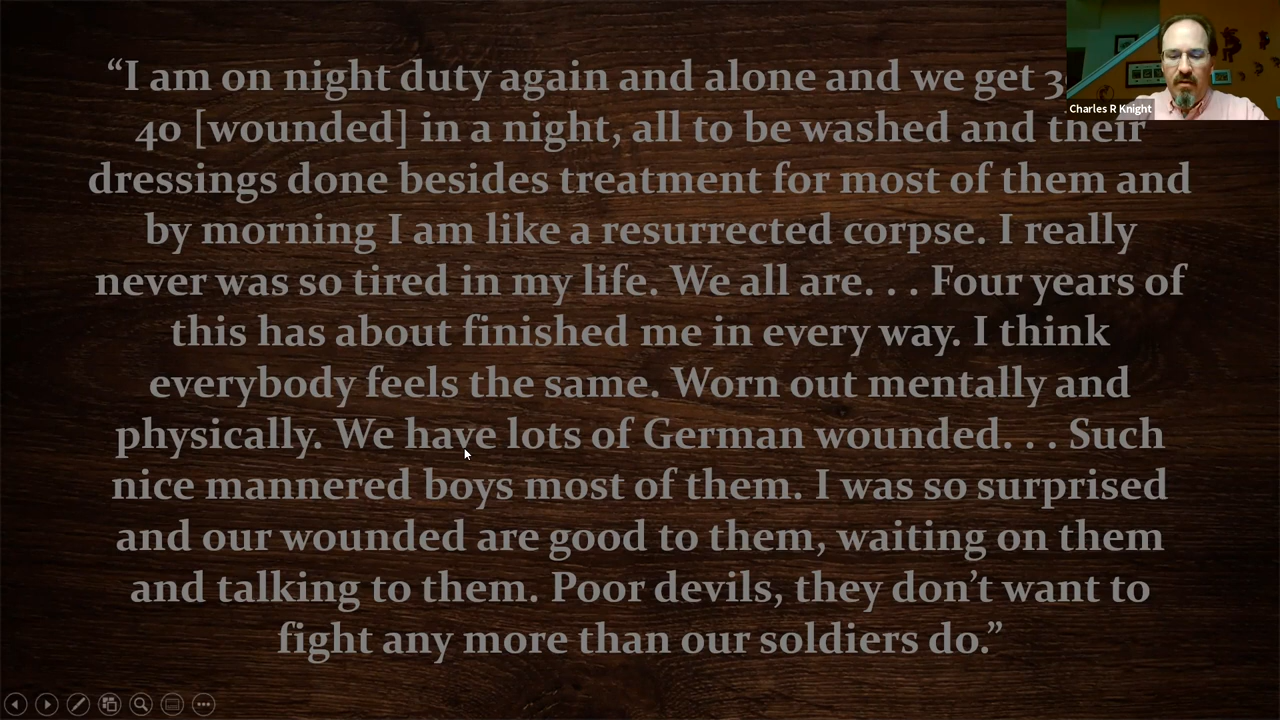 “I am on night duty again and alone and we get
40 [wounded] in a night, all to be washed and their
dressings done besides treatment for most of them and
by morning I am like a resurrected corpse. I really
never was so tired in my life. We all are. . . Four years of
this has about finished me in every way. I think
everybody feels the same. Worn out mentally and
physically. We have lots of German wounded. . . Such
nice mannered boys most of them. I was so surprised
and our wounded are good to them, waiting on them
and talking to them. Poor devils, they don’t want to
fight any more than our soldiers do.”
Charles R Knight